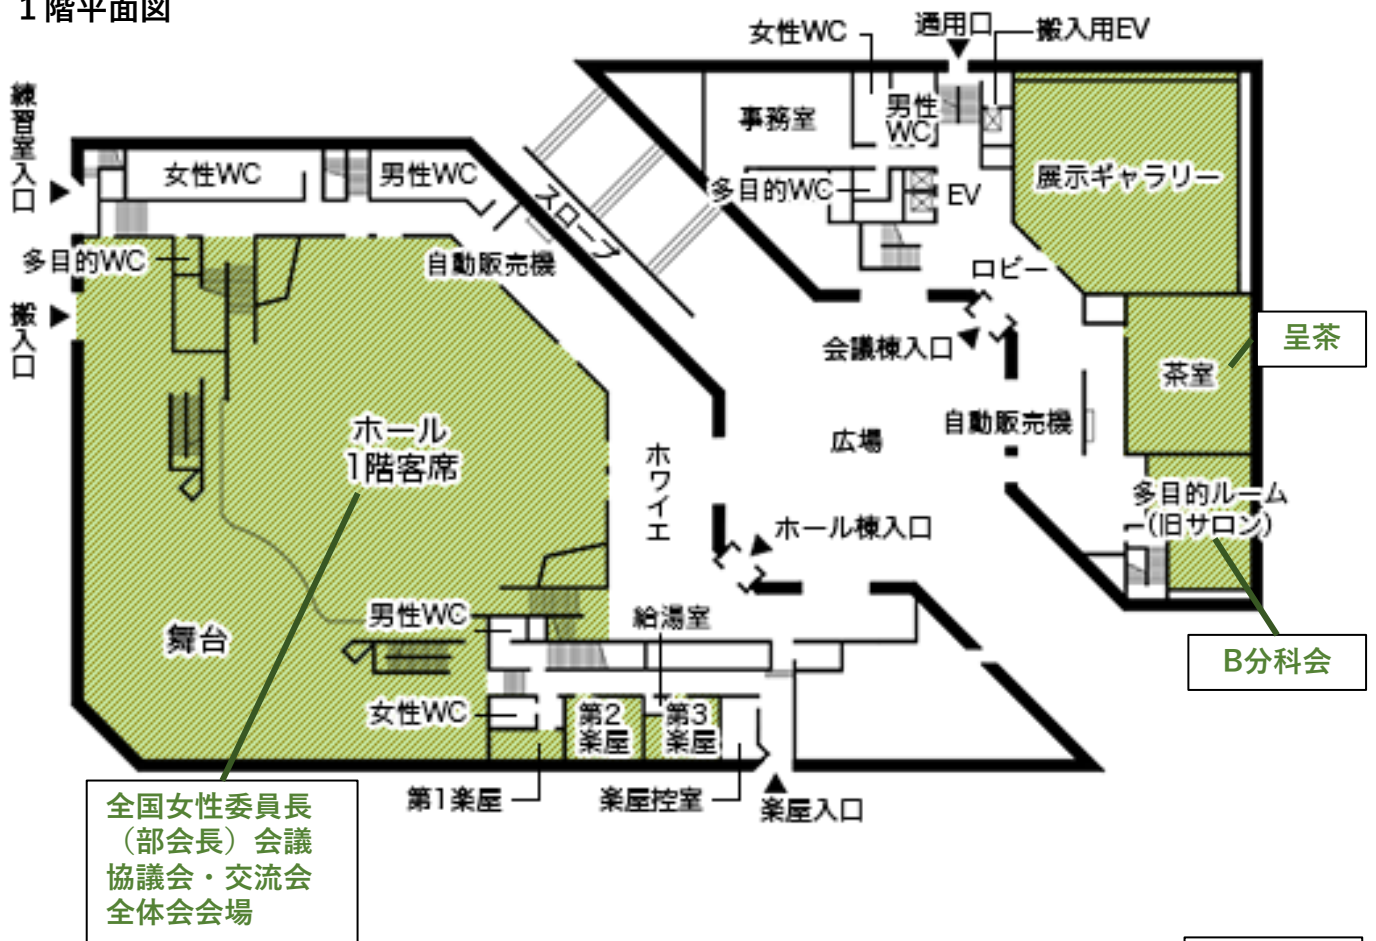 1階平面図
女性WC
通用口
搬入用EV
練習室入口
事務室
男性
WC
女性WC
男性WC
スロープ
多目的WC
EV
展示ギャラリー
多目的WC
自動販売機
ロビー
搬入口
会議棟入口
呈茶
茶室
ホール
1階客席
ホワイエ
広場
自動販売機
多目的ルーム
（旧サロン）
ホール棟入口
男性WC
給湯室
舞台
B分科会
女性WC
第2
楽屋
第3
楽屋
第1楽屋
楽屋控室
楽屋入口
全国女性委員長
（部会長）会議
協議会・交流会
全体会会場